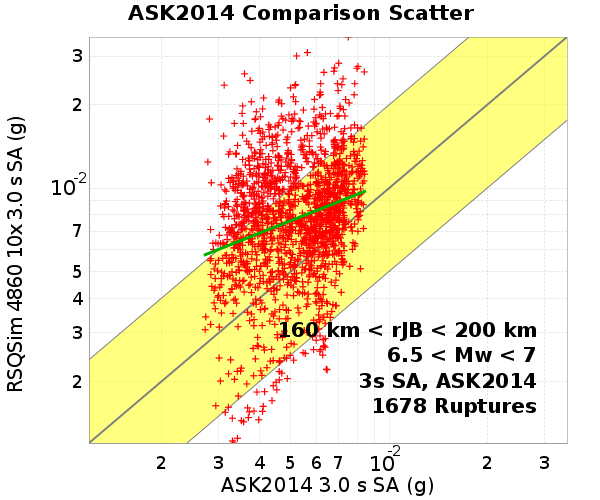 ASK2014 Comparison Scatter
RSQSim 4860 10x 3.0 s SA (g)
3
2
10-2
7
5
4
3
2
160 km < rJB < 200 km
6.5 < Mw < 7
3s SA, ASK2014
1678 Ruptures
2 3 4 5 6 7 10-2 2 3
ASK2014 3.0 s SA (g)